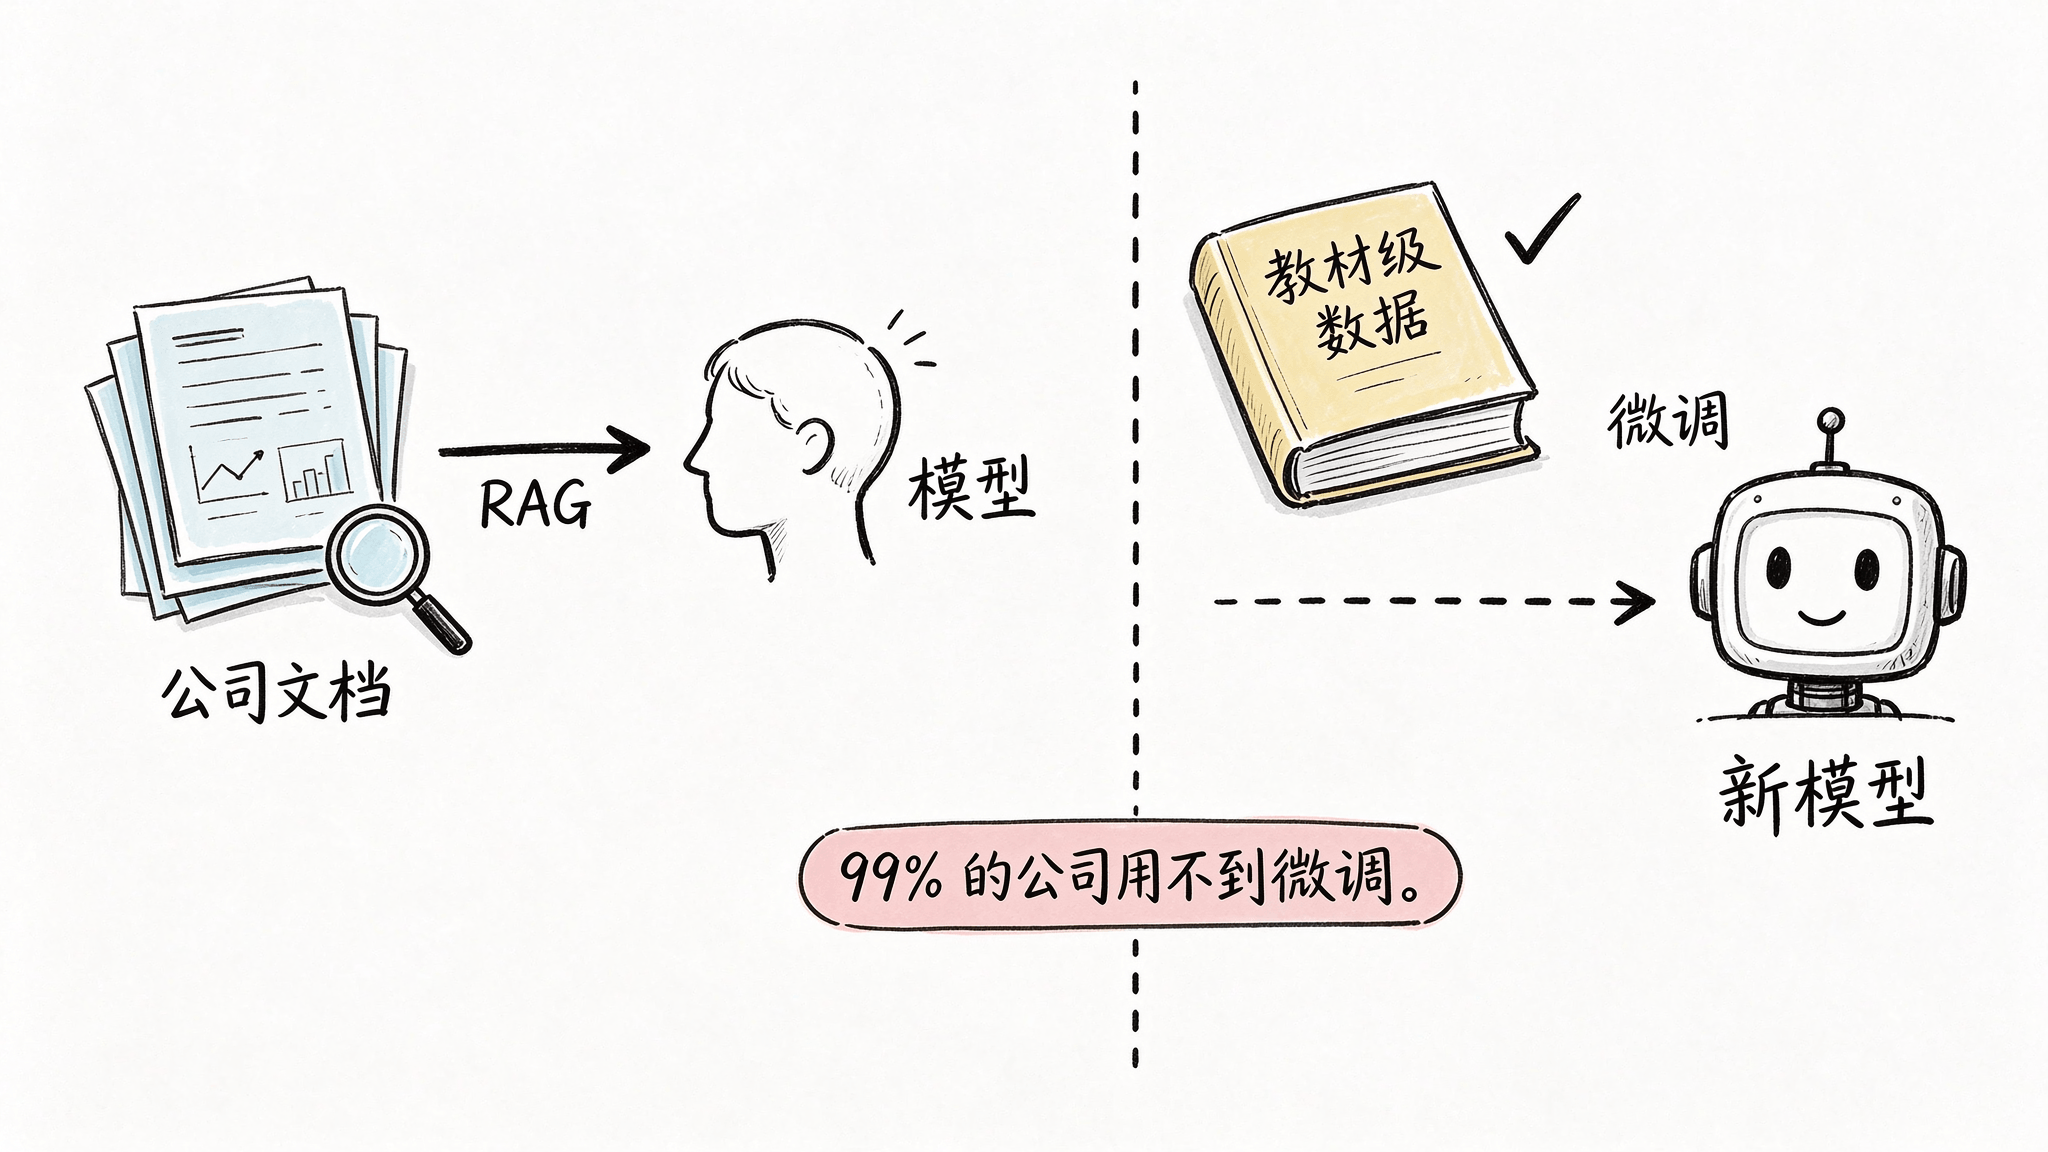 公司文档
RAG
模型
教材级
数据
微调
新模型
99% 的公司用不到微调。